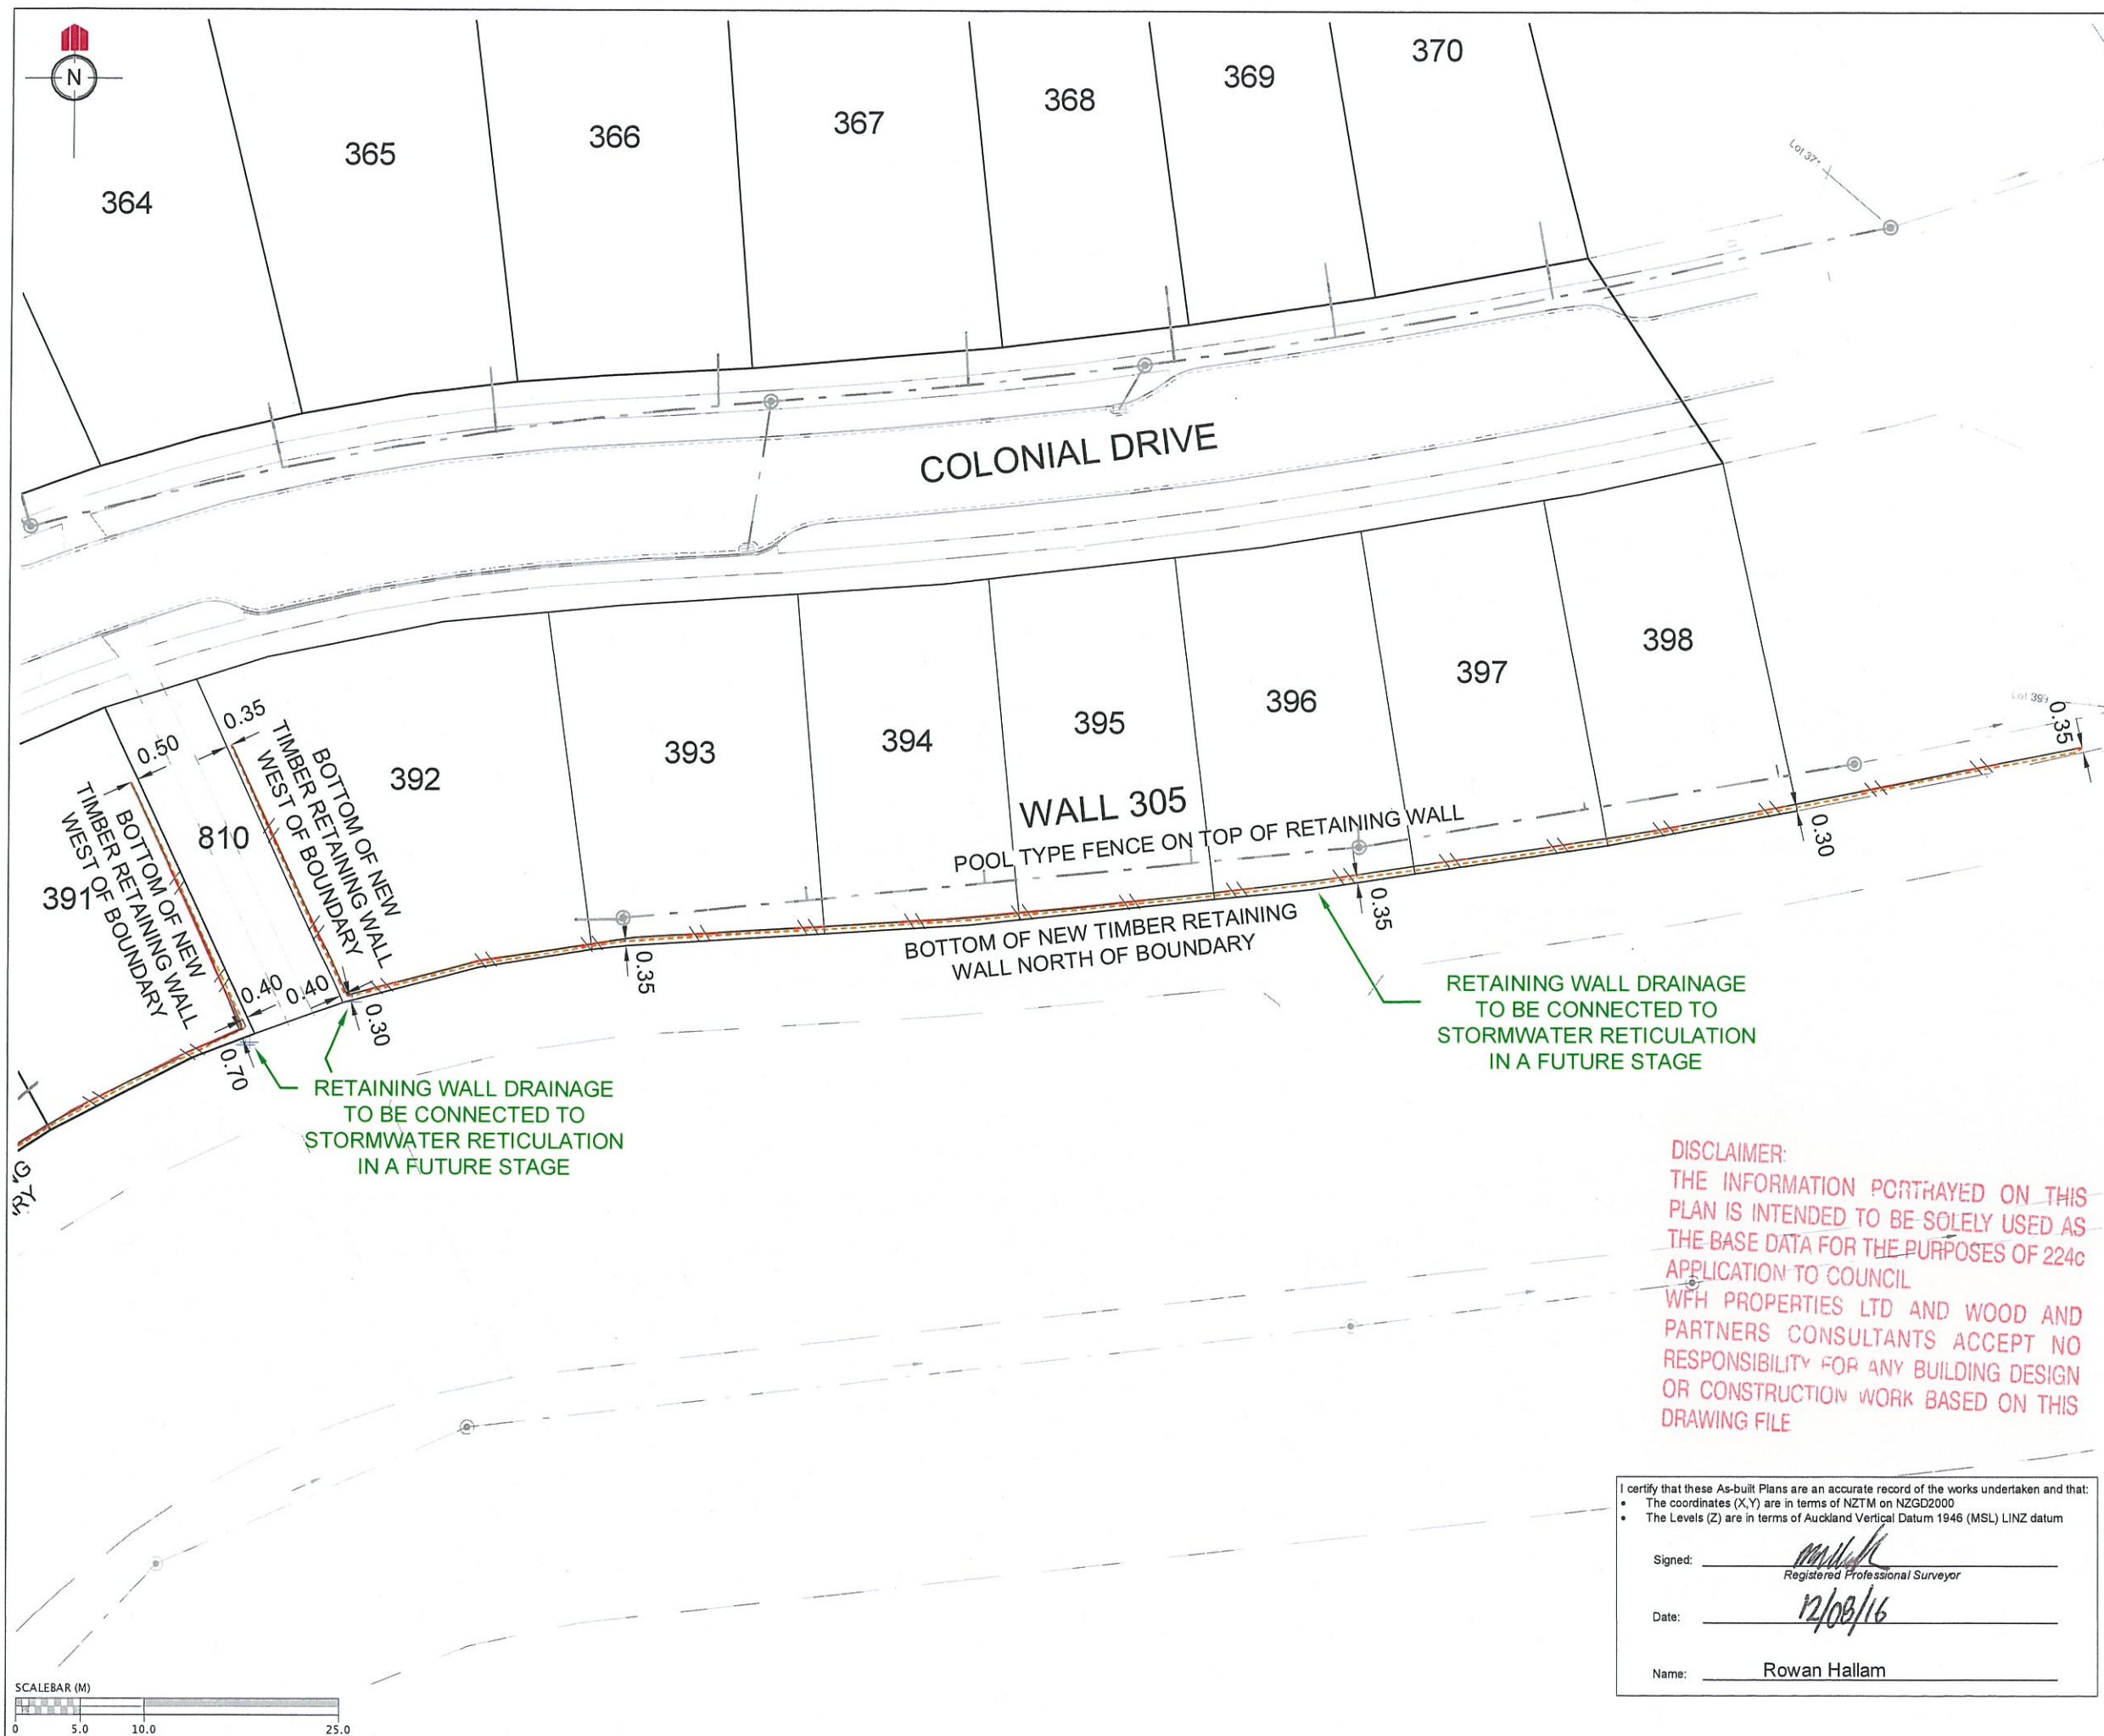 N
364
365
366
367
368
369
370
COLONIAL DRIVE
391
810
392
393
394
395
396
397
398
0.50
0.35
BOTTOM OF NEW
TIMBER RETAINING WALL
WEST OF BOUNDARY
BOTTOM OF NEW
TIMBER RETAINING WALL
WEST OF BOUNDARY
WALL 305
POOL TYPE FENCE ON TOP OF RETAINING WALL
BOTTOM OF NEW TIMBER RETAINING
WALL NORTH OF BOUNDARY
0.40
0.40
0.70
0.30
0.35
0.35
0.30
0.35
RETAINING WALL DRAINAGE
TO BE CONNECTED TO
STORMWATER RETICULATION
IN A FUTURE STAGE
RETAINING WALL DRAINAGE
TO BE CONNECTED TO
STORMWATER RETICULATION
IN A FUTURE STAGE
DISCLAIMER:
THE INFORMATION PORTRAYED ON THIS
PLAN IS INTENDED TO BE SOLELY USED AS
THE BASE DATA FOR THE PURPOSES OF 224c
APPLICATION TO COUNCIL
WFH PROPERTIES LTD AND WOOD AND
PARTNERS CONSULTANTS ACCEPT NO
RESPONSIBILITY FOR ANY BUILDING DESIGN
OR CONSTRUCTION WORK BASED ON THIS
DRAWING FILE
I certify that these As-built Plans are an accurate record of the works undertaken and that:
• The coordinates (X,Y) are in terms of NZTM on NZGD2000
• The Levels (Z) are in terms of Auckland Vertical Datum 1946 (MSL) LINZ datum
Signed:
Registered Professional Surveyor
Date: 12/08/16
Name: Rowan Hallam
SCALEBAR (M)
0 5.0 10.0 25.0